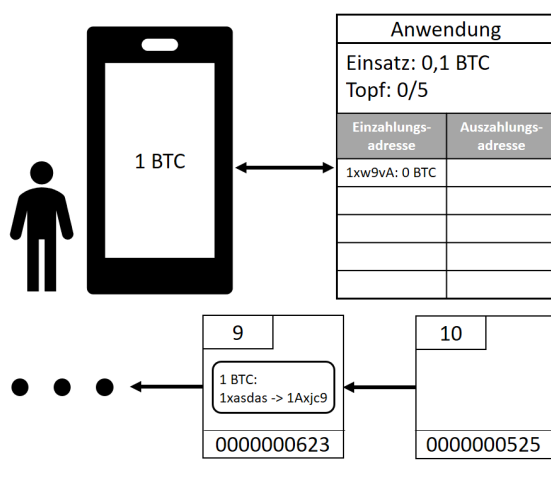 Anwendung
Einsatz: 0,1 BTC
Topf: 0/5
Einzahlungs-
adresse
Auszahlungs-
adresse
1 BTC
1xw9vA: 0 BTC
9
10
1 BTC:
1xasdas -> 1Axjc9
0000000623
0000000525